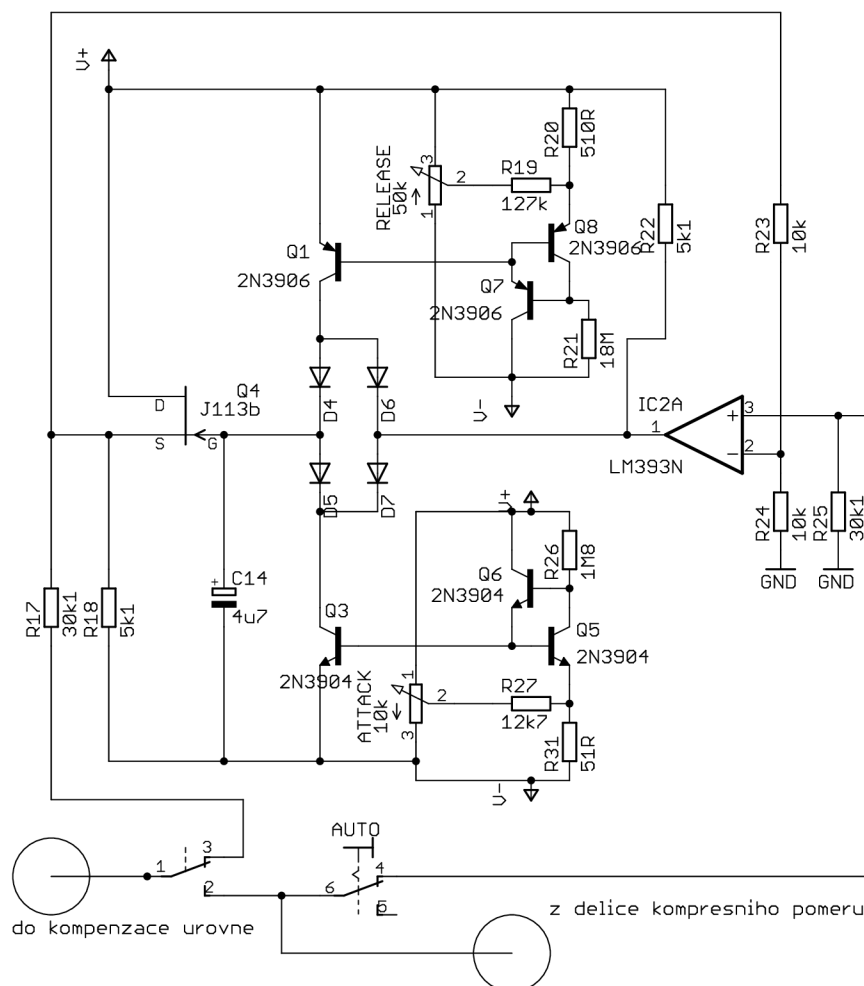 V+
R20
510R
RELEASE
50k
3
2
1
R19
127k
Q8
2N3906
R22
5k1
R23
10k
Q1
2N3906
Q7
2N3906
R21
18M
V-
D4
D6
Q4
J113b
D
S
G
IC2A
1
+
3
-
2
LM393N
D5
D7
V+
R26
1M8
R24
10k
R25
30k1
GND
GND
Q6
2N3904
C14
+
4u7
R17
30k1
R18
5k1
Q3
2N3904
Q5
2N3904
ATTACK
10k
1
2
3
R27
12k7
R31
51R
V-
AUTO
1
3
2
6
4
5
do kompenzace urovne
z delice kompresniho pomeru